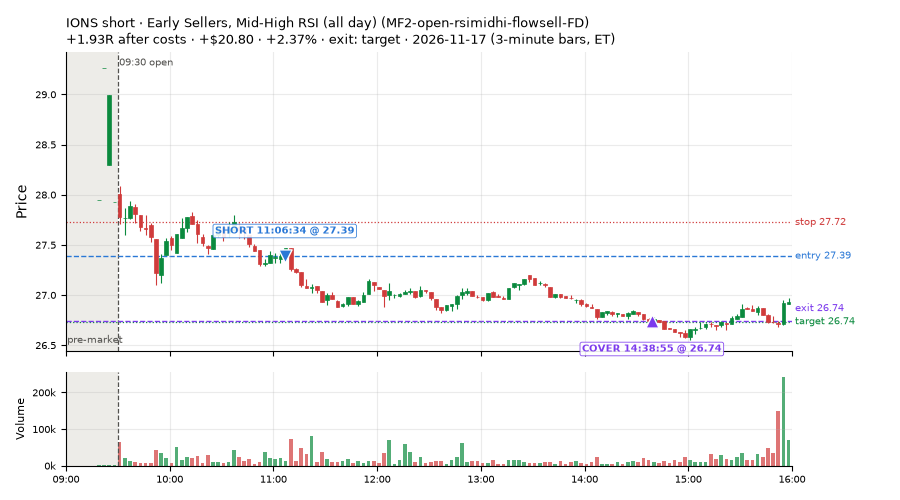 IONS short · Early Sellers, Mid-High RSI (all day) (MF2-open-rsimidhi-flowsell-FD)
+1.93R after costs · +$20.80 · +2.37% · exit: target · 2026-11-17 (3-minute bars, ET)
09:30 open
29.0
28.5
28.0
27.5
27.0
26.5
Price
stop 27.72
SHORT 11:06:34 @ 27.39
entry 27.39
exit 26.74
target 26.74
pre-market
COVER 14:38:55 @ 26.74
200k
100k
0k
Volume
09:00 10:00 11:00 12:00 13:00 14:00 15:00 16:00